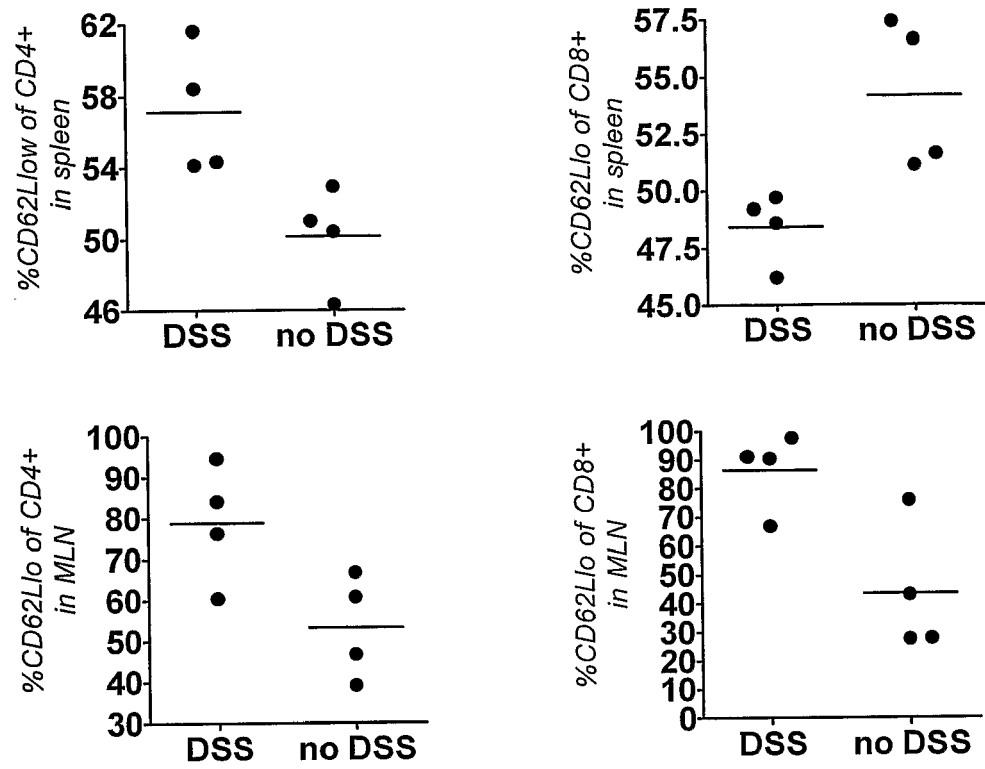 %CD62Llow of CD4+
in spleen
62
58
54
50
46
DSS
no DSS
%CD62Llo of CD8+
in spleen
57.5
55.0
52.5
50.0
47.5
45.0
DSS
no DSS
%CD62Llo of CD4+
in MLN
100
90
80
70
60
50
40
30
DSS
no DSS
%CD62Llo of CD8+
in MLN
100
90
80
70
60
50
40
30
20
10
0
DSS
no DSS